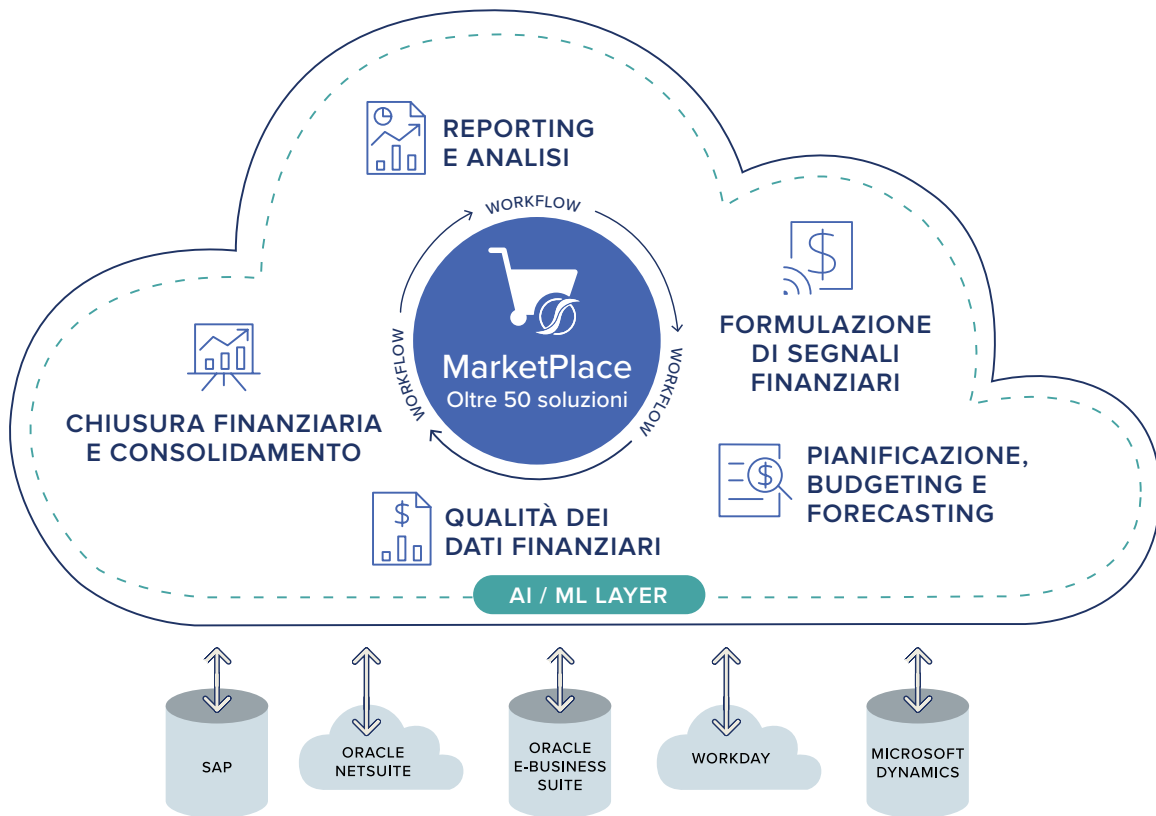 REPORTING
E ANALISI
WORKFLOW
MarketPlace
Oltre 50 soluzioni
WORKFLOW
WORKFLOW
FORMULAZIONE
DI SEGNALI
FINANZIARI
CHIUSURA FINANZIARIA
E CONSOLIDAMENTO
PIANIFICAZIONE,
BUDGETING E
FORECASTING
QUALITÀ DEI
DATI FINANZIARI
AI / ML LAYER
SAP
ORACLE
NETSUITE
ORACLE
E-BUSINESS
SUITE
WORKDAY
MICROSOFT
DYNAMICS